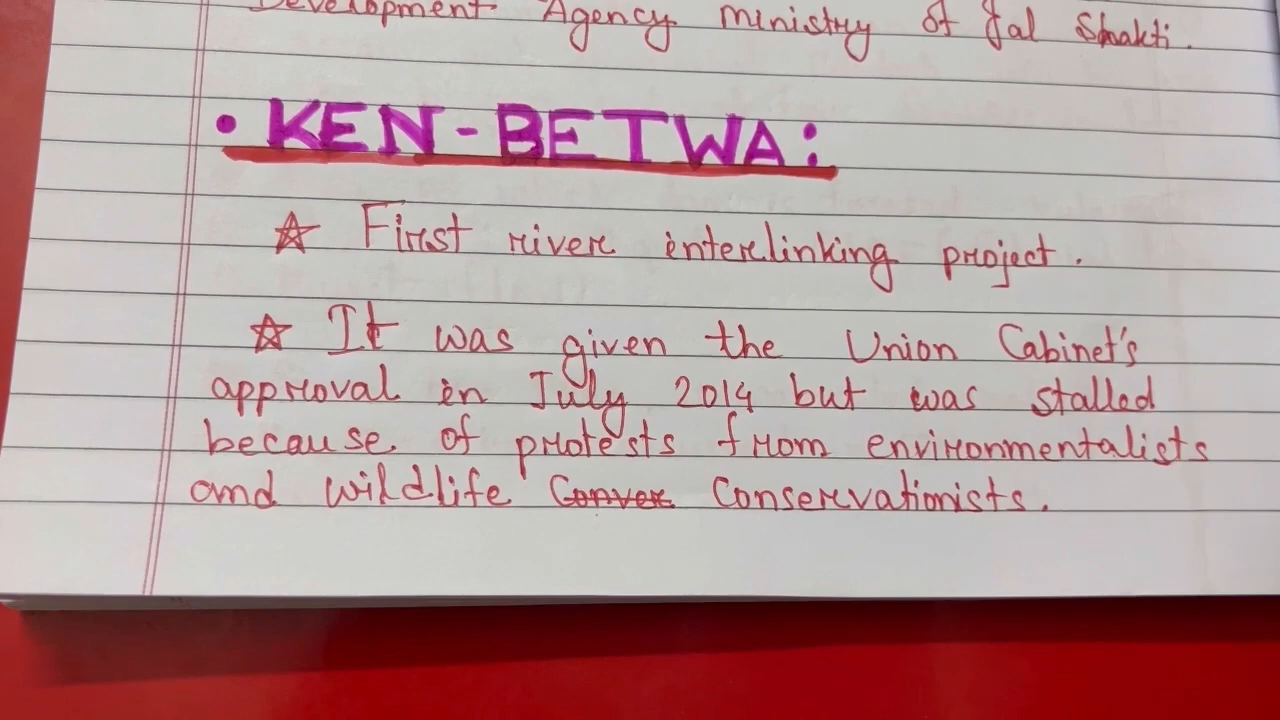 Development Agency ministry of Jal Shakti.
• KEN-BETWA:
☆ First river interlinking project.
☆ It was given the Union Cabinet's
approval in July 2014 but was stalled
because of protests from environmentalists
and wildlife Conver Conservationists.